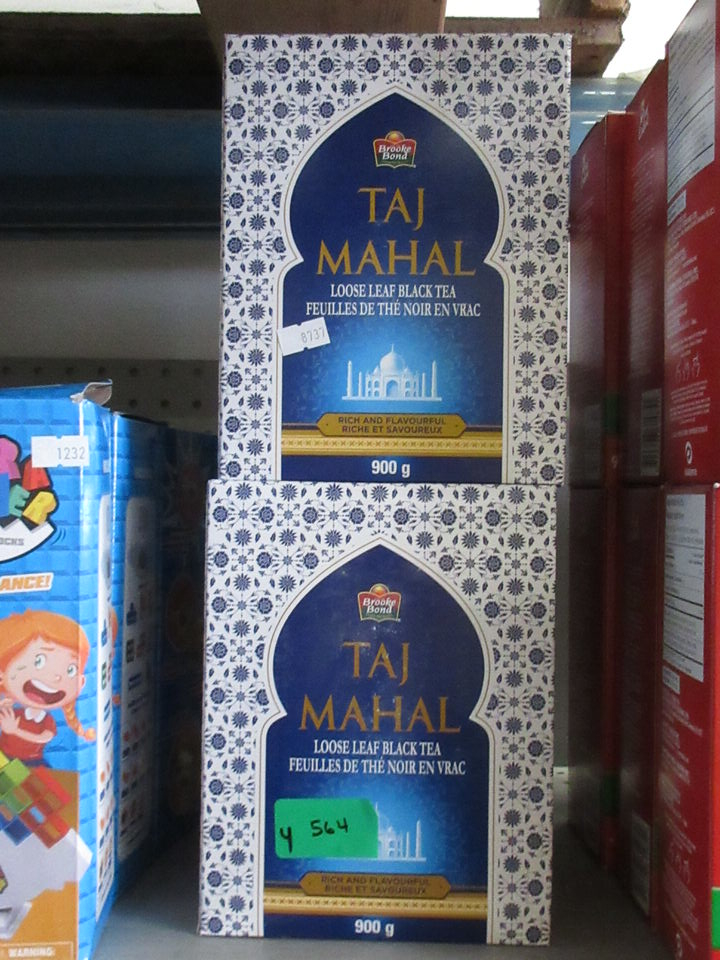 Brooke
Bond
TAJ
MAHAL
LOOSE LEAF BLACK TEA
FEUILLES DE THÉ NOIR EN VRAC
8737
RICH AND FLAVOURFUL
RICHE ET SAVOUREUX
900 g
1232
OCKS
ANCE!
WARNING:
Brooke
Bond
TAJ
MAHAL
LOOSE LEAF BLACK TEA
FEUILLES DE THÉ NOIR EN VRAC
4 564
RICH AND FLAVOURFUL
RICHE ET SAVOUREUX
900 g